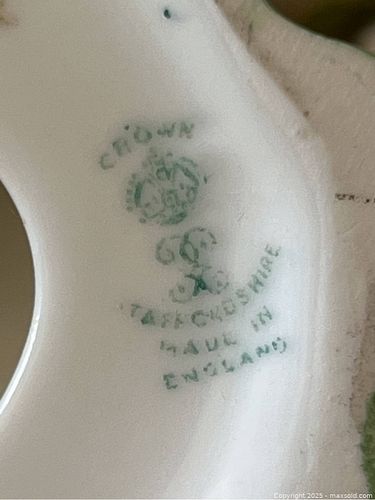 CROWN
STAFFORDSHIRE
MADE IN
ENGLAND
Copyright 2025 - maxsold.com